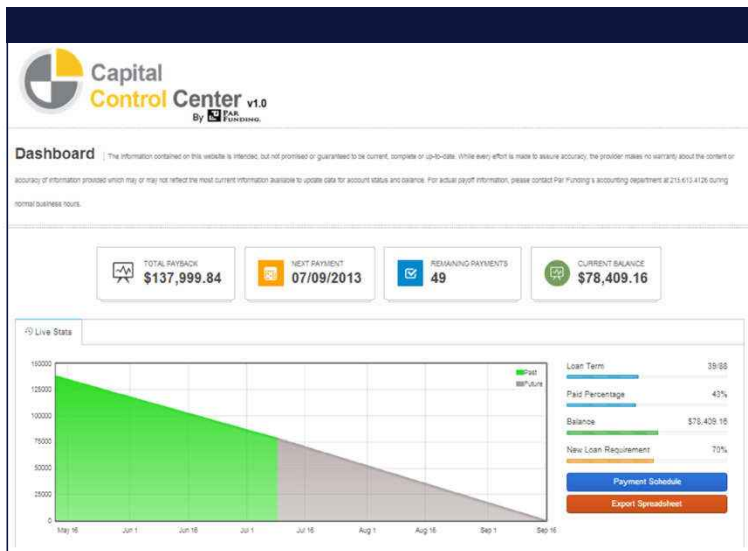 Capital
Control Center v1.0
By PAR FUNDING.
Dashboard | The information contained on this website is intended, but not promised or guaranteed to be current, complete or up-to-date. While every effort is made to assure accuracy, the provider makes no warranty about the content or
accuracy of information provided which may or may not reflect the most current information available to update data for account status and balance. For actual payoff information, please contact Par Funding's accounting department at 215.613.4126 during
normal business hours.
TOTAL PAYBACK
$137,999.84
NEXT PAYMENT
07/09/2013
REMAINING PAYMENTS
49
CURRENT BALANCE
$78,409.16
Live Stats
150000
125000
100000
75000
50000
25000
0
May 16
Jun 1
Jun 16
Jul 1
Jul 16
Aug 1
Aug 16
Sep 1
Sep 16
Past
Future
Loan Term 39/88
Paid Percentage 43%
Balance $78,409.16
New Loan Requirement 70%
Payment Schedule
Export Spreadsheet